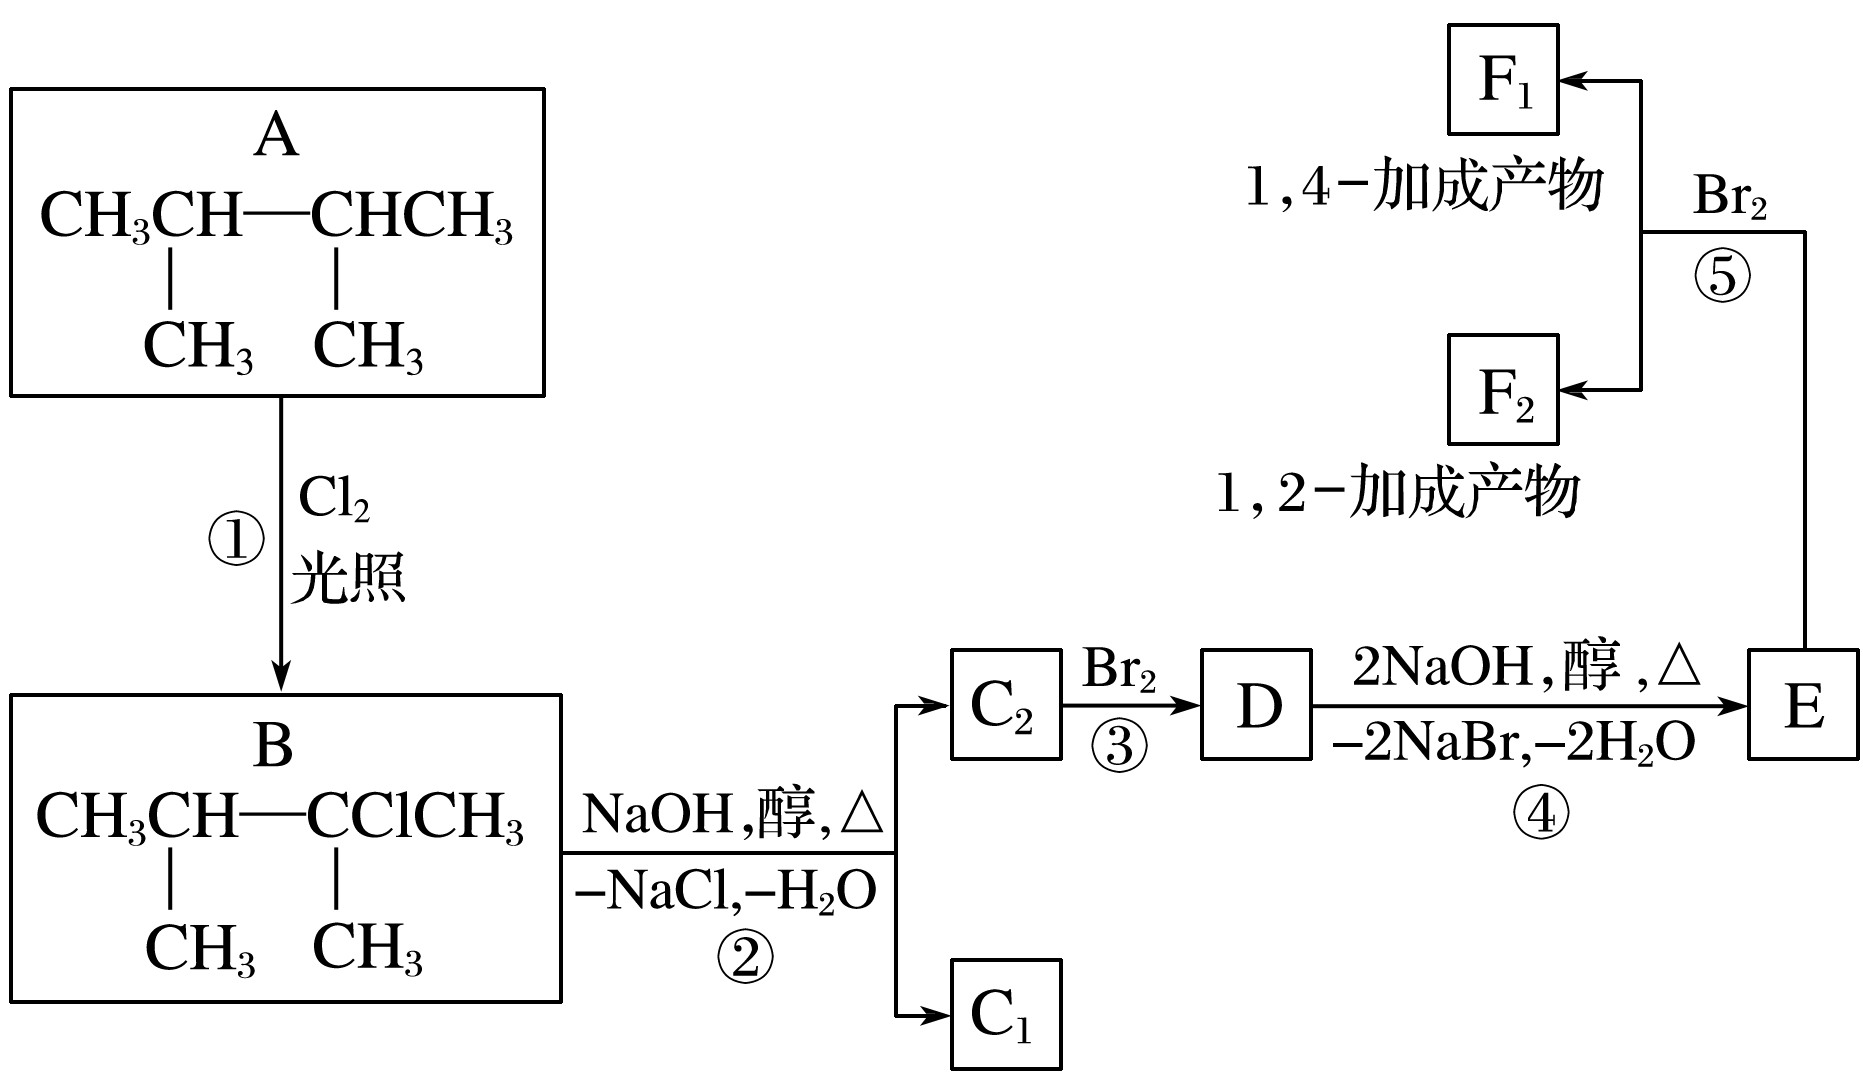 A
CH₃CH—CHCH₃
CH₃ CH₃
① Cl₂
光照
B
CH₃CH—CClCH₃
CH₃ CH₃
NaOH,醇,△
−NaCl,−H₂O
②
C₂
C₁
Br₂
③
D
2NaOH,醇,△
−2NaBr,−2H₂O
④
E
Br₂
⑤
F₁
1,4−加成产物
F₂
1,2−加成产物